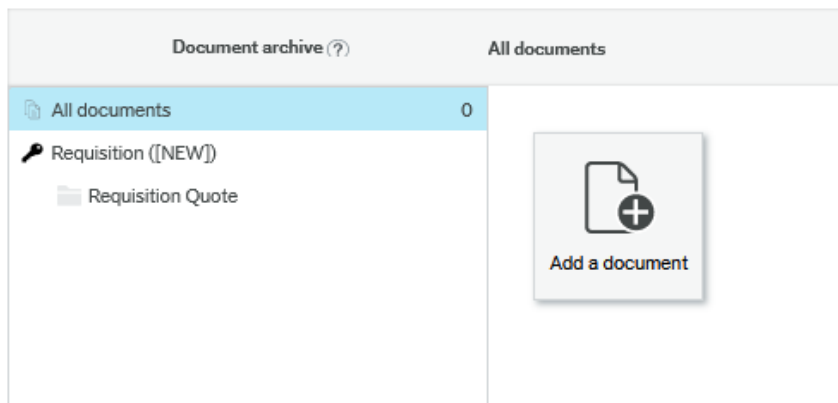 Document archive (?)
All documents
All documents 0
Requisition ([NEW])
Requisition Quote
Add a document